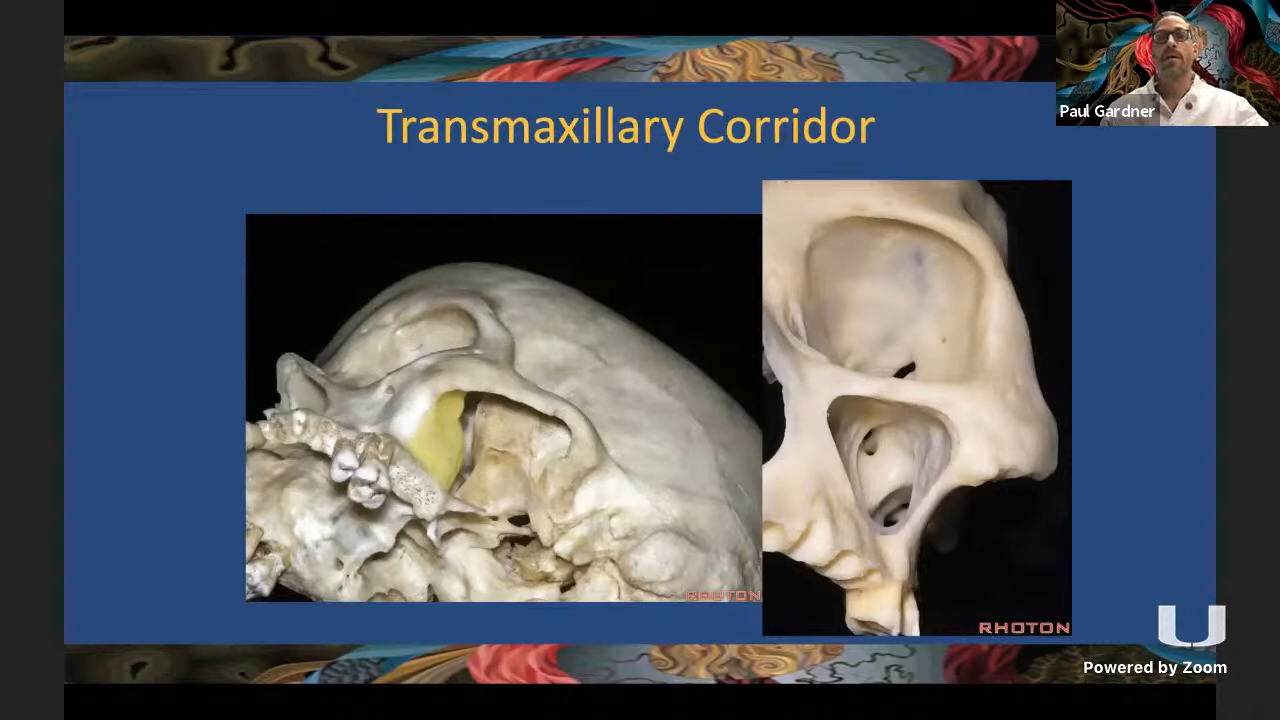 Transmaxillary Corridor
Paul Gardner
RHOTON
RHOTON
Powered by Zoom